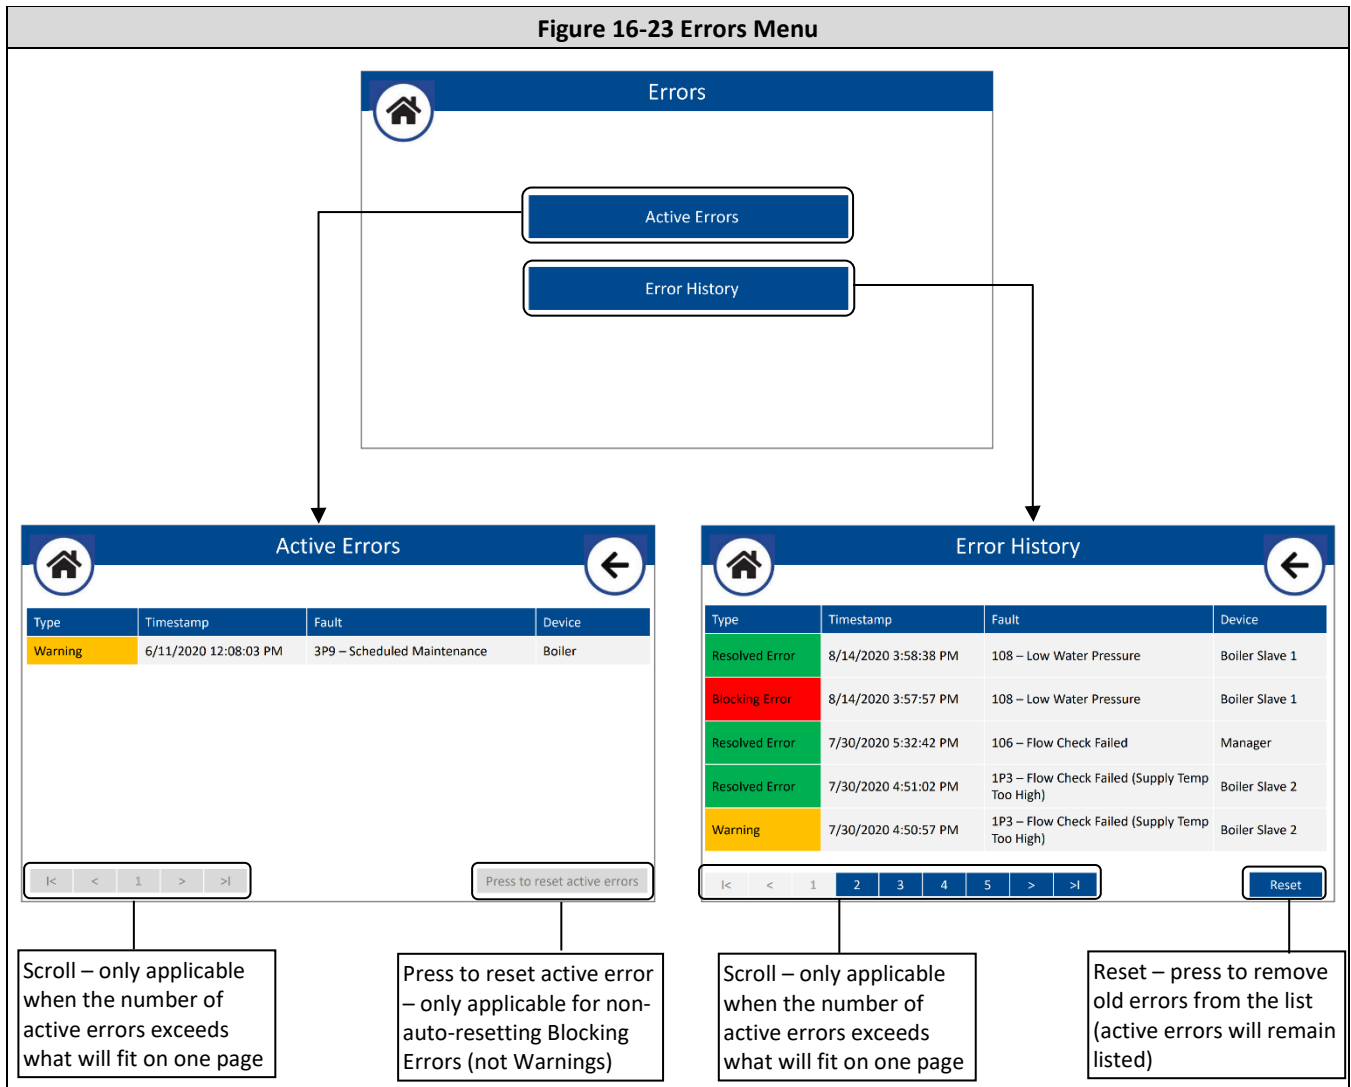 Figure 16-23 Errors Menu
Errors
Active Errors
Error History
Active Errors
Type Timestamp Fault Device
Warning 6/11/2020 12:08:03 PM 3P9 – Scheduled Maintenance Boiler
|< < 1 > >|
Press to reset active errors
Scroll – only applicable
when the number of
active errors exceeds
what will fit on one page
Press to reset active error
– only applicable for non-
auto-resetting Blocking
Errors (not Warnings)
Error History
Type Timestamp Fault Device
Resolved Error 8/14/2020 3:58:38 PM 108 – Low Water Pressure Boiler Slave 1
Blocking Error 8/14/2020 3:57:57 PM 108 – Low Water Pressure Boiler Slave 1
Resolved Error 7/30/2020 5:32:42 PM 106 – Flow Check Failed Manager
Resolved Error 7/30/2020 4:51:02 PM 1P3 – Flow Check Failed (Supply Temp
Too High) Boiler Slave 2
Warning 7/30/2020 4:50:57 PM 1P3 – Flow Check Failed (Supply Temp
Too High) Boiler Slave 2
|< < 1 2 3 4 5 > >|
Reset
Scroll – only applicable
when the number of
active errors exceeds
what will fit on one page
Reset – press to remove
old errors from the list
(active errors will remain
listed)